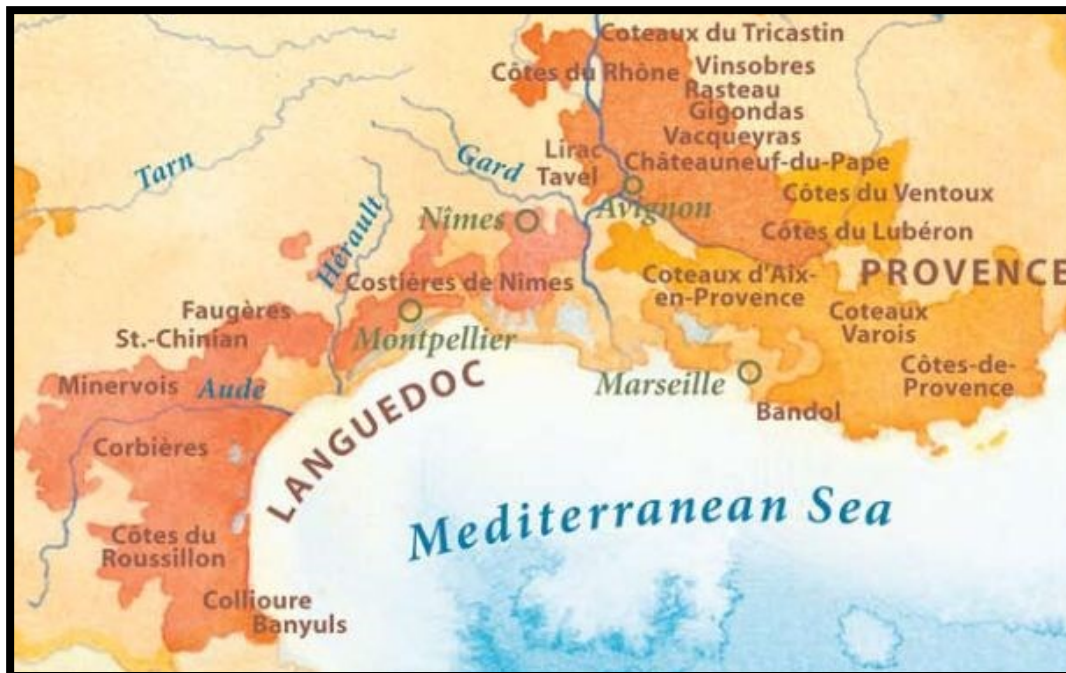 Coteaux du Tricastin
Côtes du Rhône
Vinsobres
Rasteau
Gigondas
Vacqueyras
Lirac
Tavel
Châteauneuf-du-Pape
Gard
Tarn
Avignon
Côtes du Ventoux
Nîmes
Hérault
Côtes du Lubéron
PROVENCE
Costières de Nîmes
Coteaux d'Aix-
en-Provence
Faugères
Coteaux
Varois
St.-Chinian
Montpellier
Minervois
Aude
Marseille
Côtes-de-
Provence
Bandol
LANGUEDOC
Corbières
Mediterranean Sea
Côtes du
Roussillon
Collioure
Banyuls